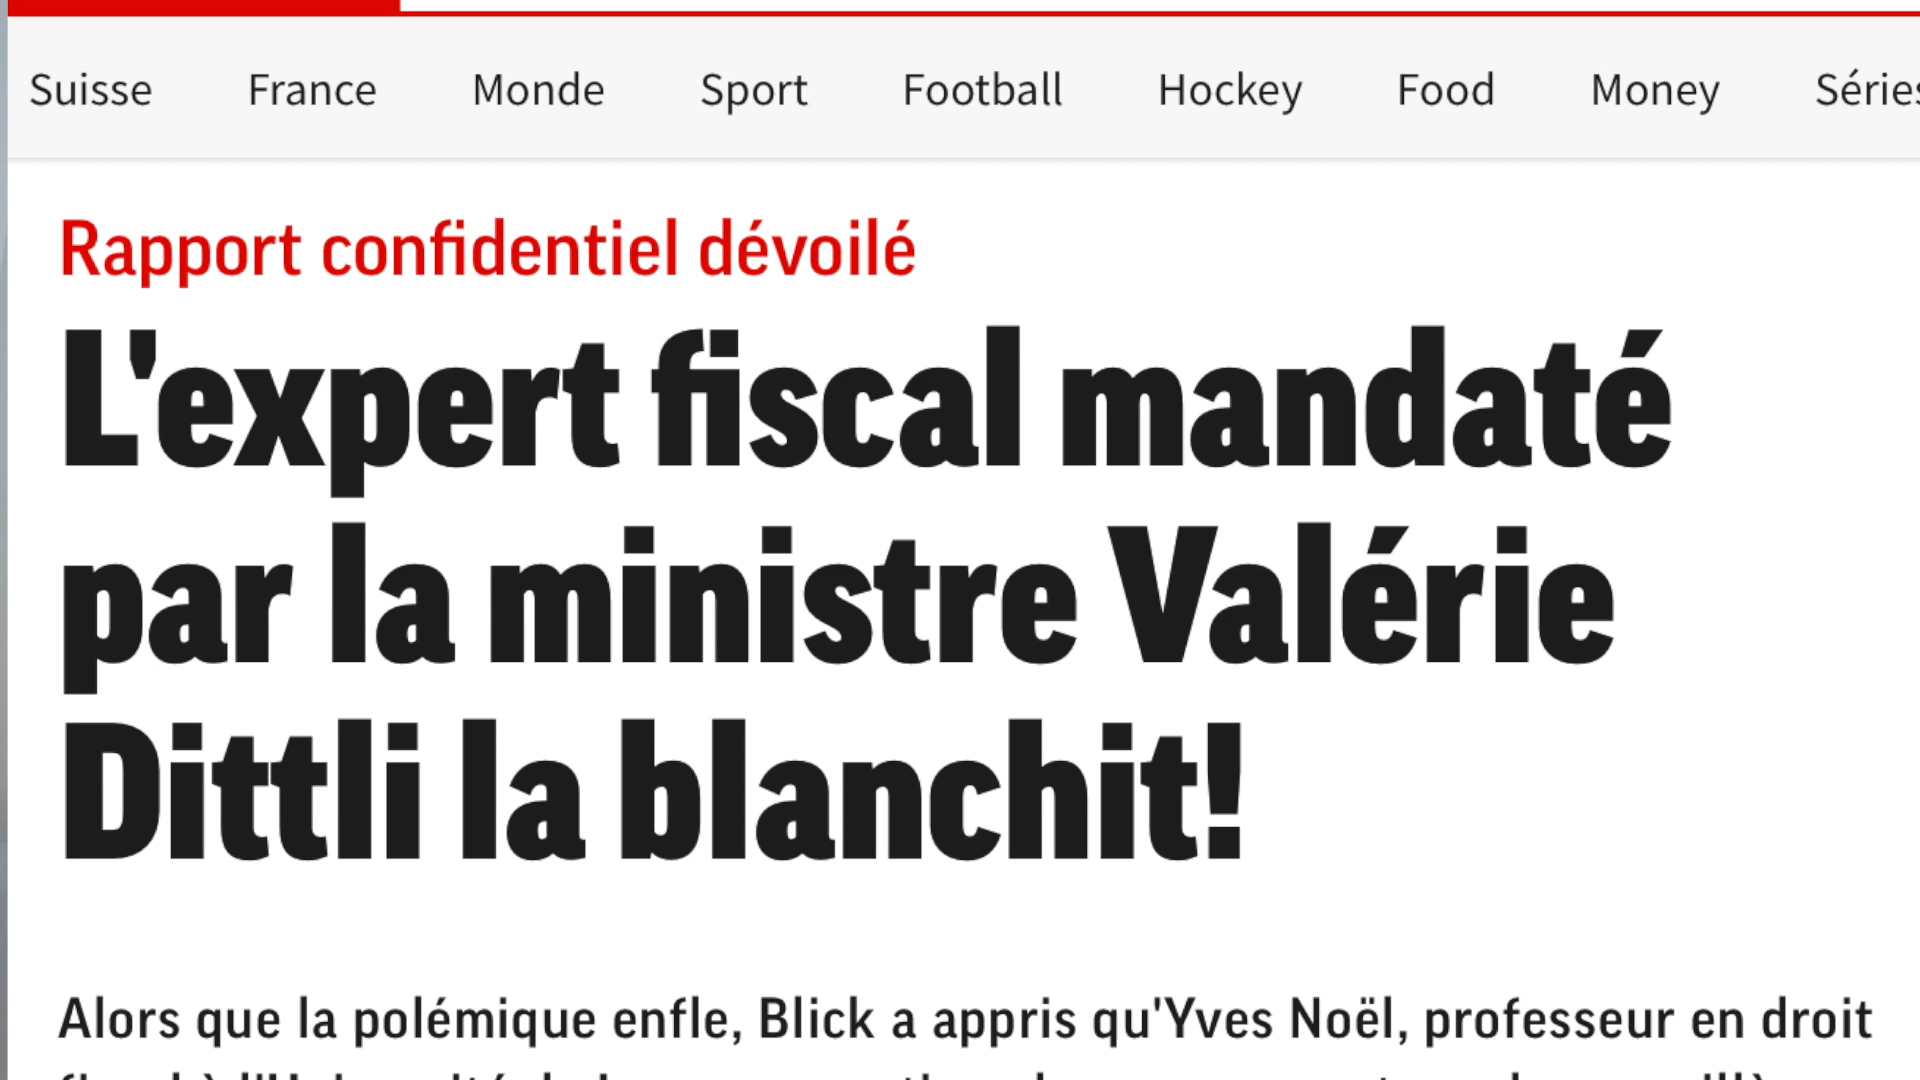 Suisse France Monde Sport Football Hockey Food Money Séries
Rapport confidentiel dévoilé
L'expert fiscal mandaté
par la ministre Valérie
Dittli la blanchit!
Alors que la polémique enfle, Blick a appris qu'Yves Noël, professeur en droit